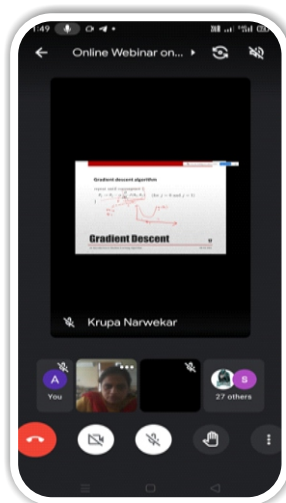 1:49
Online Webinar on...
Gradient descent algorithm
Gradient Descent
Krupa Narwekar
A
You
S
27 others